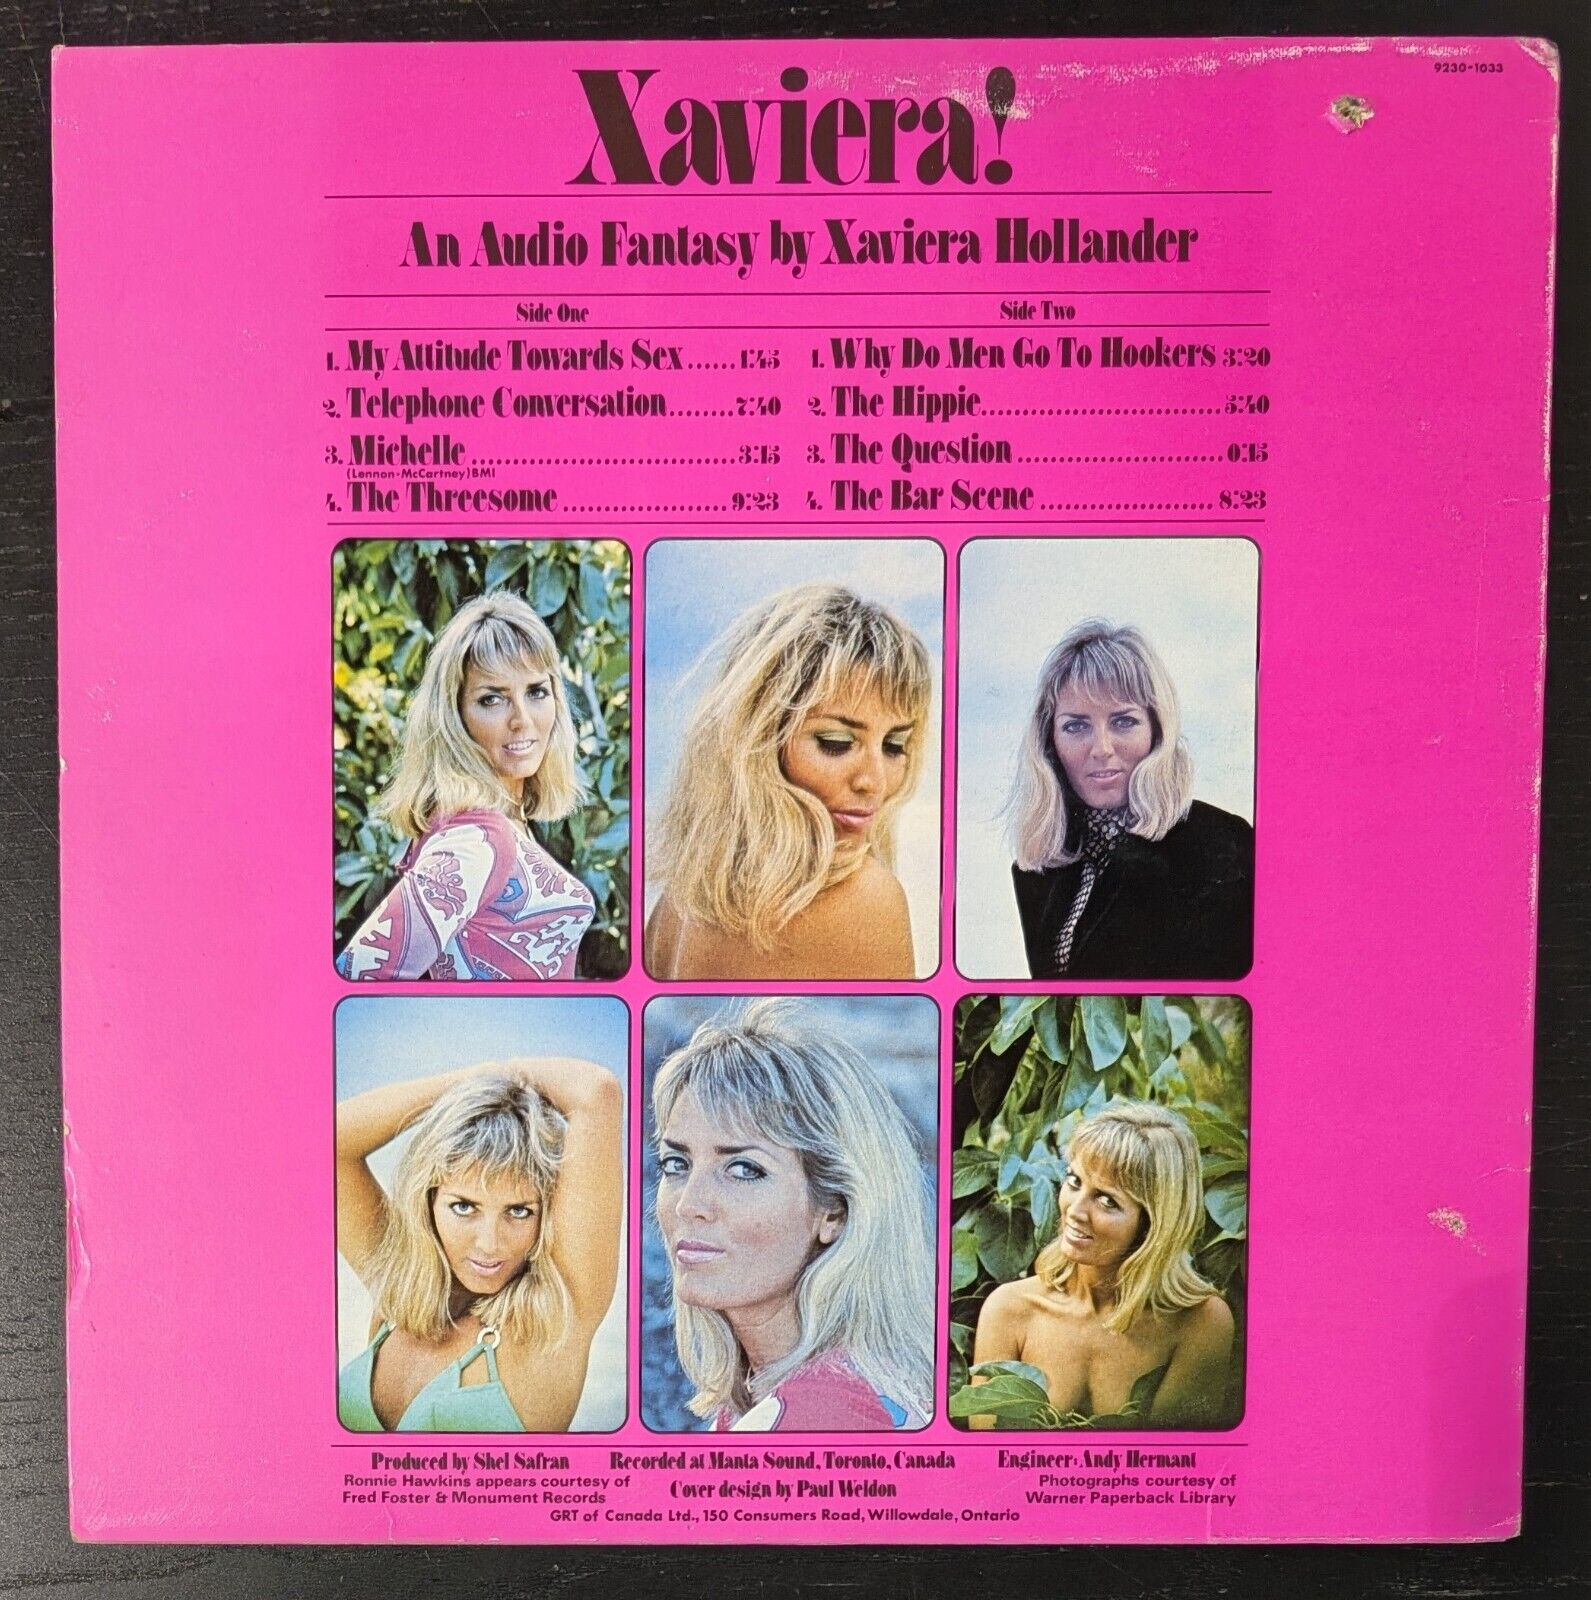 9230-1033
Xaviera!
An Audio Fantasy by Xaviera Hollander
Side One
1. My Attitude Towards Sex......1:45
2. Telephone Conversation........7:40
3. Michelle................................3:15
(Lennon-McCartney)BMI
4. The Threesome....................9:23
Side Two
1. Why Do Men Go To Hookers 3:20
2. The Hippie.............................5:40
3. The Question.........................0:15
4. The Bar Scene.....................8:23
Produced by Shel Safran
Ronnie Hawkins appears courtesy of
Fred Foster & Monument Records
Recorded at Manta Sound, Toronto, Canada
Cover design by Paul Weldon
Engineer: Andy Hermant
Photographs courtesy of
Warner Paperback Library
GRT of Canada Ltd., 150 Consumers Road, Willowdale, Ontario